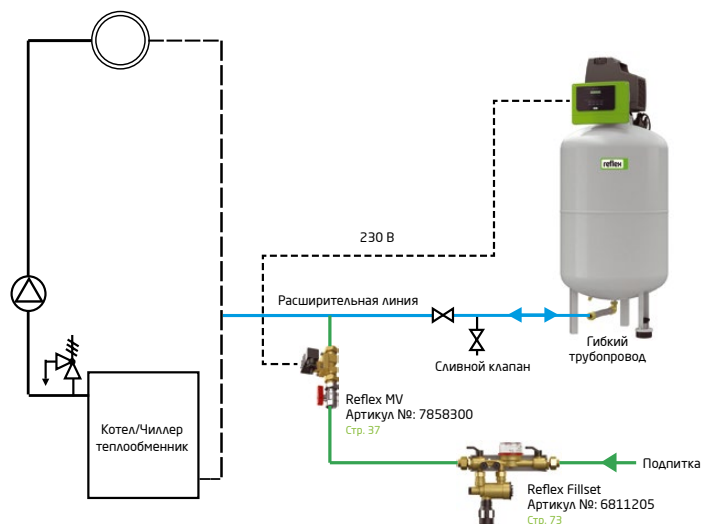 reflex
230 В
Расширительная линия
Сливной клапан
Гибкий
трубопровод
Reflex MV
Артикул №: 7858300
Стр. 37
Котел/Чиллер
теплообменник
Подпитка
Reflex Fillset
Артикул №: 6811205
Стр. 73